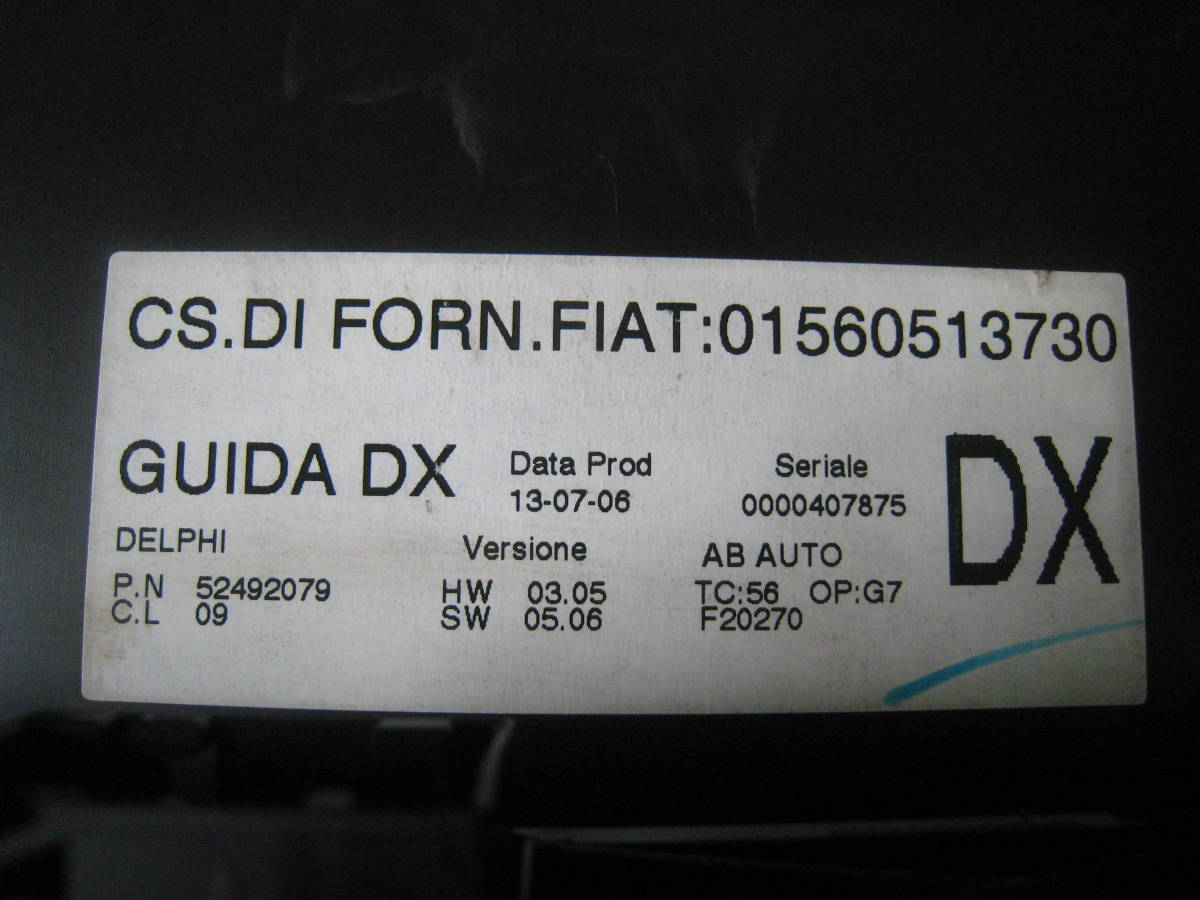 CS.DI FORN.FIAT:01560513730
GUIDA DX
Data Prod
13-07-06
Seriale
0000407875
DX
DELPHI
P.N 52492079
C.L 09
Versione
HW 03.05
SW 05.06
AB AUTO
TC:56 OP:G7
F20270